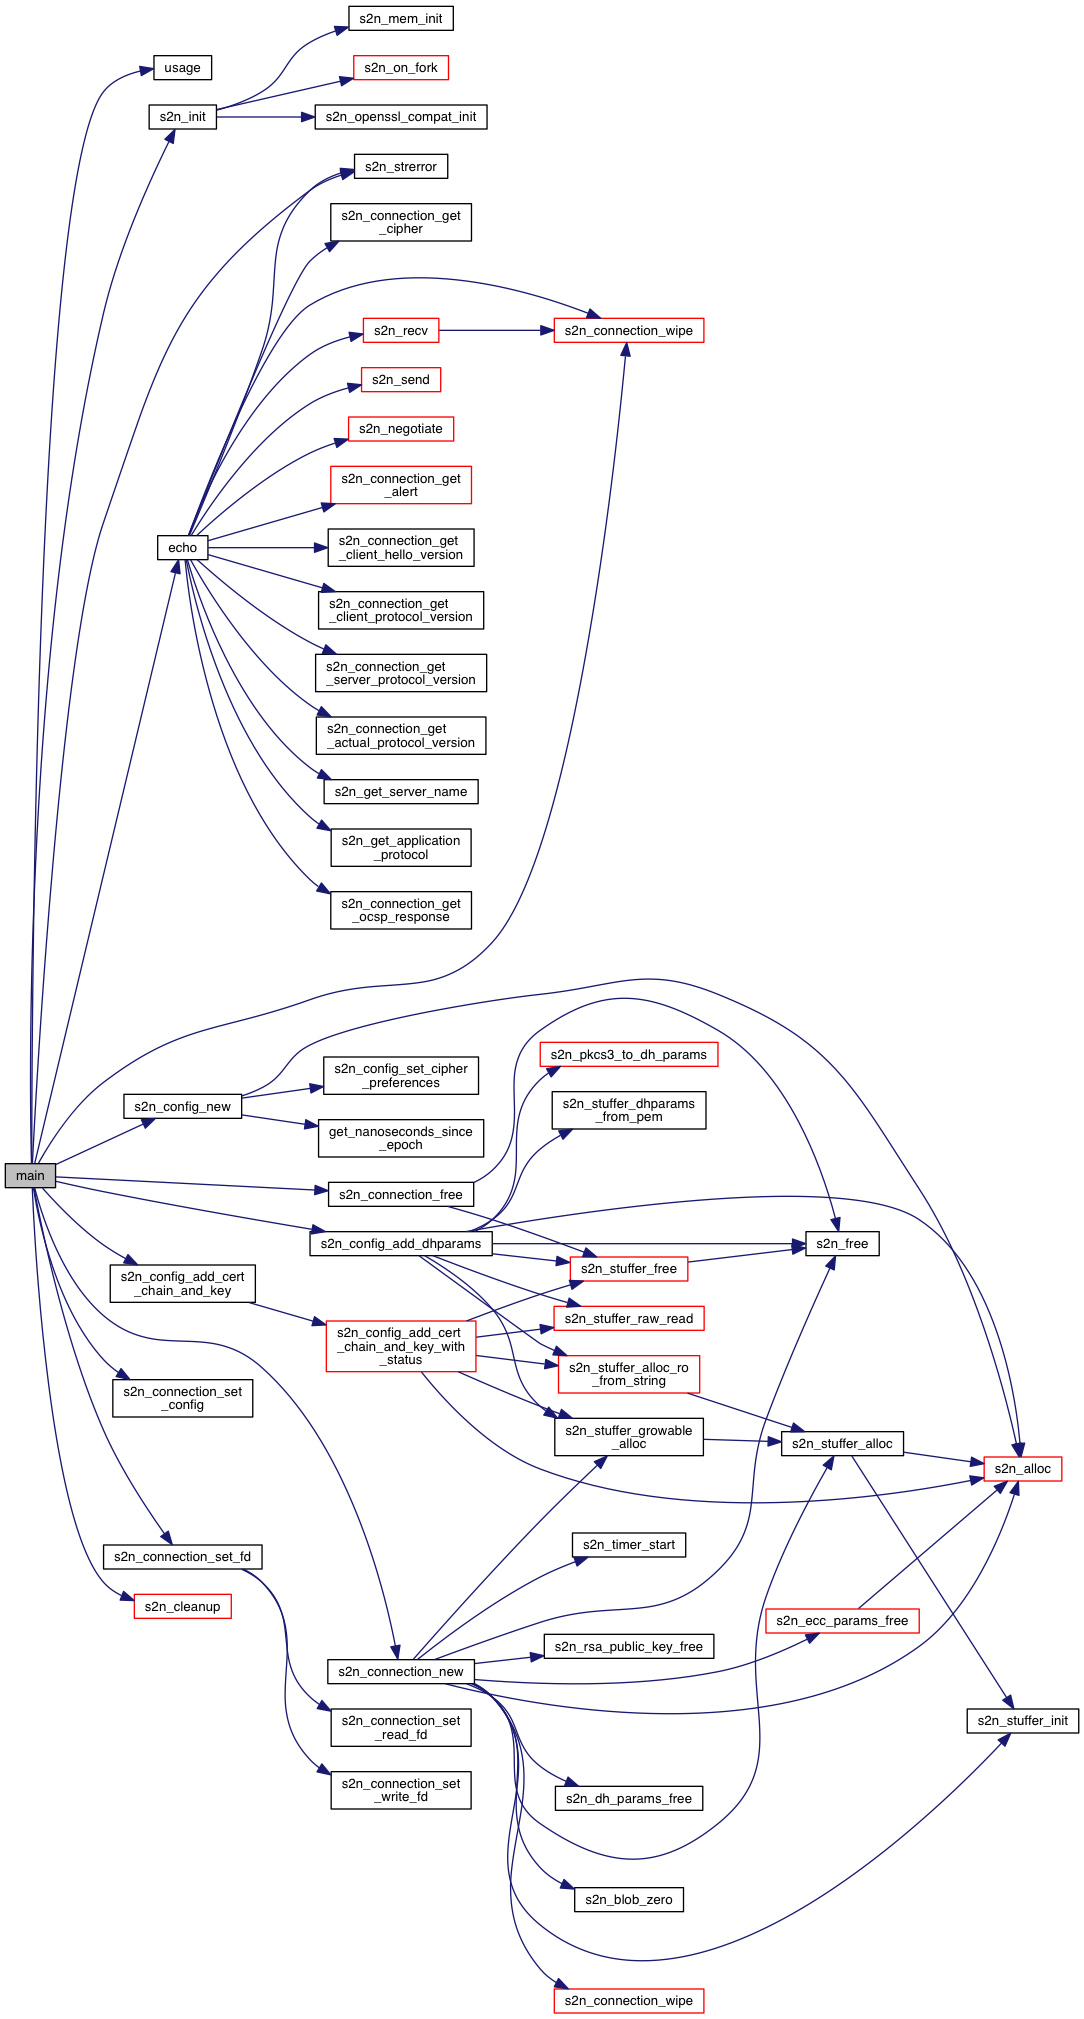 s2n_mem_init
usage
s2n_on_fork
s2n_init
s2n_openssl_compat_init
s2n_strerror
s2n_connection_get
_cipher
s2n_recv
s2n_connection_wipe
s2n_send
s2n_negotiate
s2n_connection_get
_alert
echo
s2n_connection_get
_client_hello_version
s2n_connection_get
_client_protocol_version
s2n_connection_get
_server_protocol_version
s2n_connection_get
_actual_protocol_version
s2n_get_server_name
s2n_get_application
_protocol
s2n_connection_get
_ocsp_response
s2n_pkcs3_to_dh_params
s2n_config_set_cipher
_preferences
s2n_config_new
s2n_stuffer_dhparams
_from_pem
get_nanoseconds_since
_epoch
main
s2n_connection_free
s2n_config_add_dhparams
s2n_free
s2n_stuffer_free
s2n_config_add_cert
_chain_and_key
s2n_stuffer_raw_read
s2n_config_add_cert
_chain_and_key_with
_status
s2n_stuffer_alloc_ro
_from_string
s2n_connection_set
_config
s2n_stuffer_growable
_alloc
s2n_stuffer_alloc
s2n_alloc
s2n_timer_start
s2n_connection_set_fd
s2n_cleanup
s2n_ecc_params_free
s2n_rsa_public_key_free
s2n_connection_new
s2n_connection_set
_read_fd
s2n_stuffer_init
s2n_connection_set
_write_fd
s2n_dh_params_free
s2n_blob_zero
s2n_connection_wipe